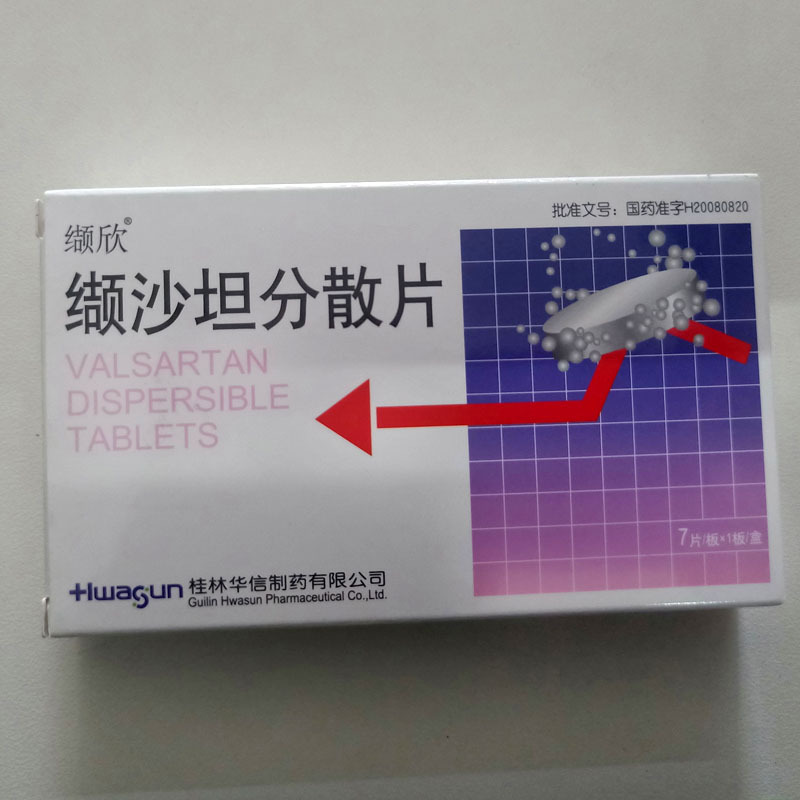 批准文号：国药准字H20080820
缬欣®
缬沙坦分散片
VALSARTAN
DISPERSIBLE
TABLETS
7片/板×1板/盒
Hwasun 桂林华信制药有限公司
Guilin Hwasun Pharmaceutical Co.,Ltd.